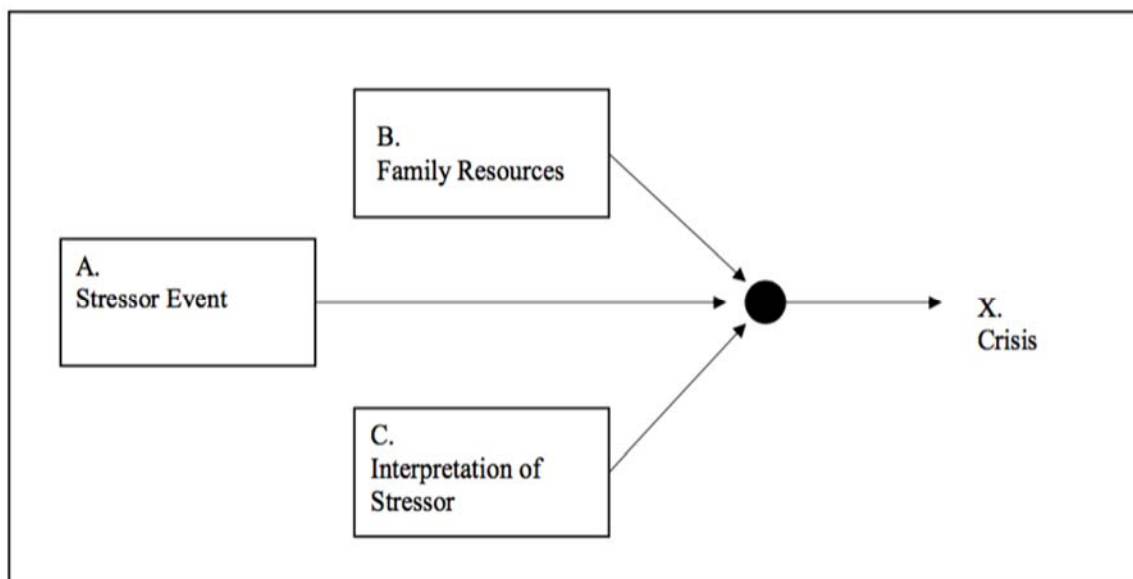 B.
Family Resources
A.
Stressor Event
X.
Crisis
C.
Interpretation of
Stressor